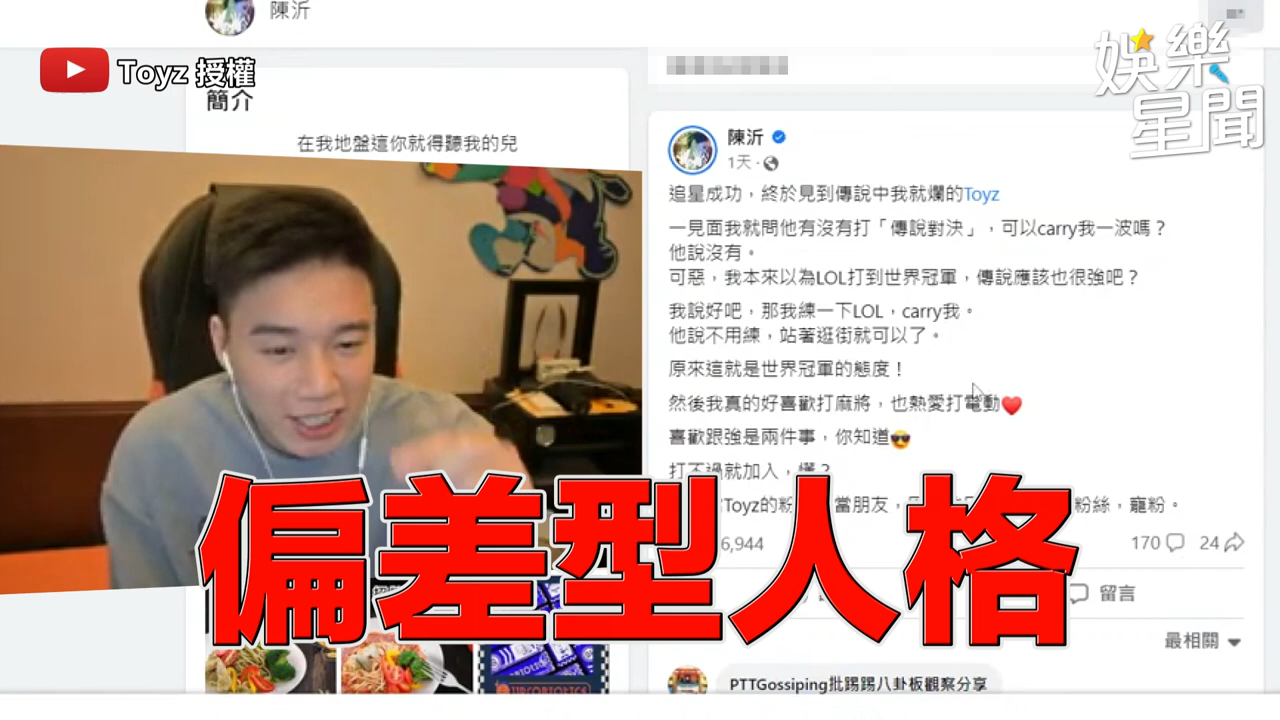 陳沂
Toyz 授權
簡介
在我地盤這你就得聽我的兒
娛樂
星聞
陳沂
1天
追星成功，終於見到傳說中我就爛的Toyz
一見面我就問他有沒有打「傳說對決」，可以carry我一波嗎？
他說沒有。
可惡，我本來以為LOL打到世界冠軍，傳說應該也很強吧？
我說好吧，那我練一下LOL，carry我。
他說不用練，站著逛街就可以了。
原來這就是世界冠軍的態度！
然後我真的好喜歡打麻將，也熱愛打電動❤️
喜歡跟強是兩件事，你知道😎
打不過就加入，懂？
Toyz的粉 當朋友， 粉絲，寵粉。
偏差型人格
6,944
170
24
留言
最相關
PTTGossiping批踢踢八卦板觀察分享